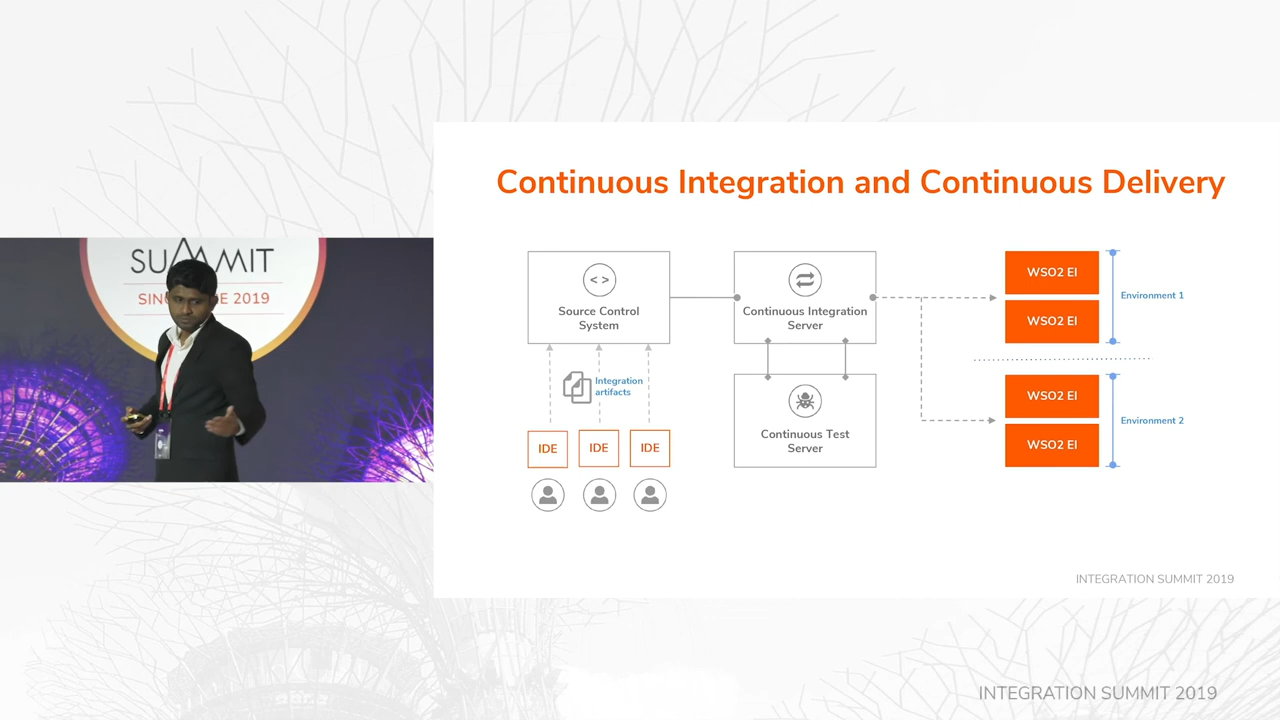 Continuous Integration and Continuous Delivery
SUMMIT
SINGAPORE 2019
< >
Source Control
System
Continuous Integration
Server
WSO2 EI
WSO2 EI
Environment 1
Integration
artifacts
Continuous Test
Server
WSO2 EI
WSO2 EI
Environment 2
IDE
IDE
IDE
INTEGRATION SUMMIT 2019
INTEGRATION SUMMIT 2019